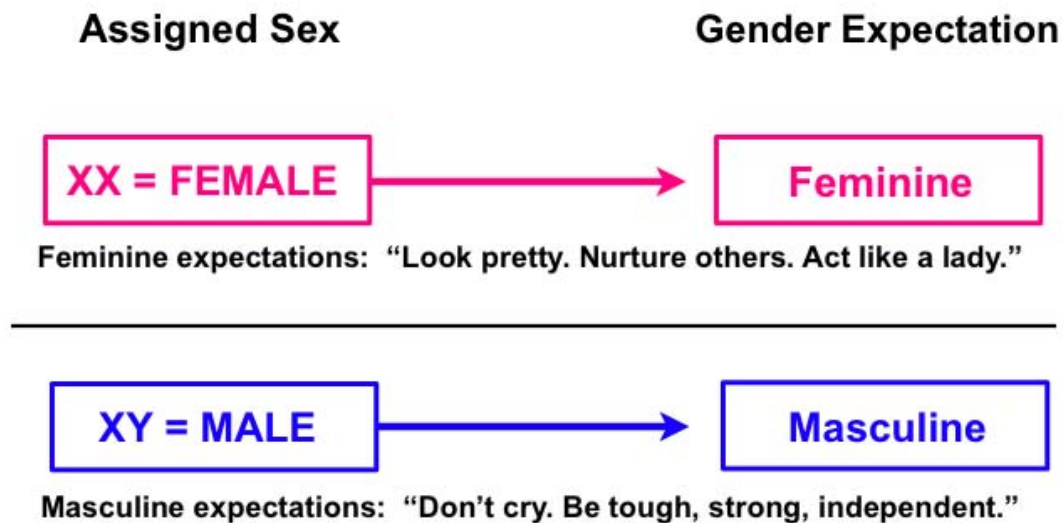 Assigned Sex
Gender Expectation
XX = FEMALE
Feminine
Feminine expectations: “Look pretty. Nurture others. Act like a lady.”
XY = MALE
Masculine
Masculine expectations: “Don’t cry. Be tough, strong, independent.”